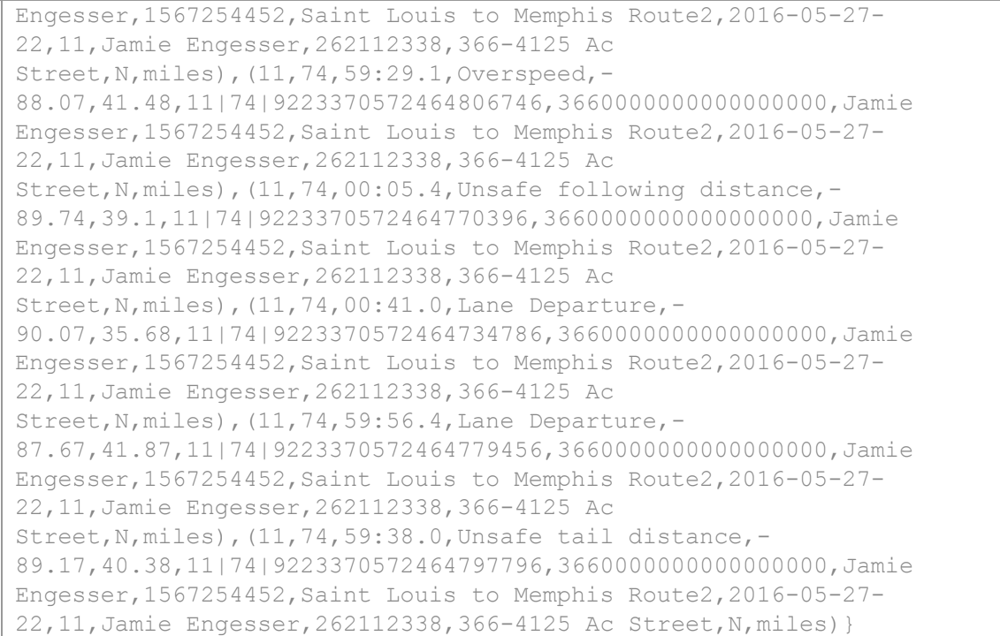 Engesser,1567254452,Saint Louis to Memphis Route2,2016-05-27-
22,11,Jamie Engesser,262112338,366-4125 Ac
Street,N,miles),(11,74,59:29.1,Overspeed,-
88.07,41.48,11|74|9223370572464806746,3660000000000000000,Jamie
Engesser,1567254452,Saint Louis to Memphis Route2,2016-05-27-
22,11,Jamie Engesser,262112338,366-4125 Ac
Street,N,miles),(11,74,00:05.4,Unsafe following distance,-
89.74,39.1,11|74|9223370572464770396,3660000000000000000,Jamie
Engesser,1567254452,Saint Louis to Memphis Route2,2016-05-27-
22,11,Jamie Engesser,262112338,366-4125 Ac
Street,N,miles),(11,74,00:41.0,Lane Departure,-
90.07,35.68,11|74|9223370572464734786,3660000000000000000,Jamie
Engesser,1567254452,Saint Louis to Memphis Route2,2016-05-27-
22,11,Jamie Engesser,262112338,366-4125 Ac
Street,N,miles),(11,74,59:56.4,Lane Departure,-
87.67,41.87,11|74|9223370572464779456,3660000000000000000,Jamie
Engesser,1567254452,Saint Louis to Memphis Route2,2016-05-27-
22,11,Jamie Engesser,262112338,366-4125 Ac
Street,N,miles),(11,74,59:38.0,Unsafe tail distance,-
89.17,40.38,11|74|9223370572464797796,3660000000000000000,Jamie
Engesser,1567254452,Saint Louis to Memphis Route2,2016-05-27-
22,11,Jamie Engesser,262112338,366-4125 Ac Street,N,miles)}